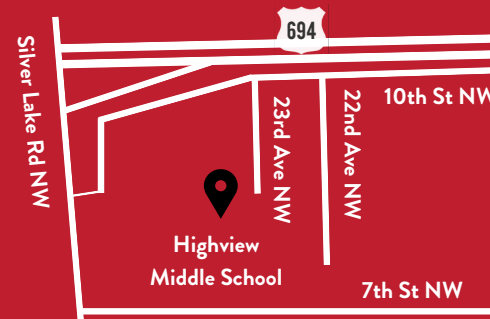 694
Silver Lake Rd NW
10th St NW
23rd Ave NW
22nd Ave NW
Highview
Middle School
7th St NW